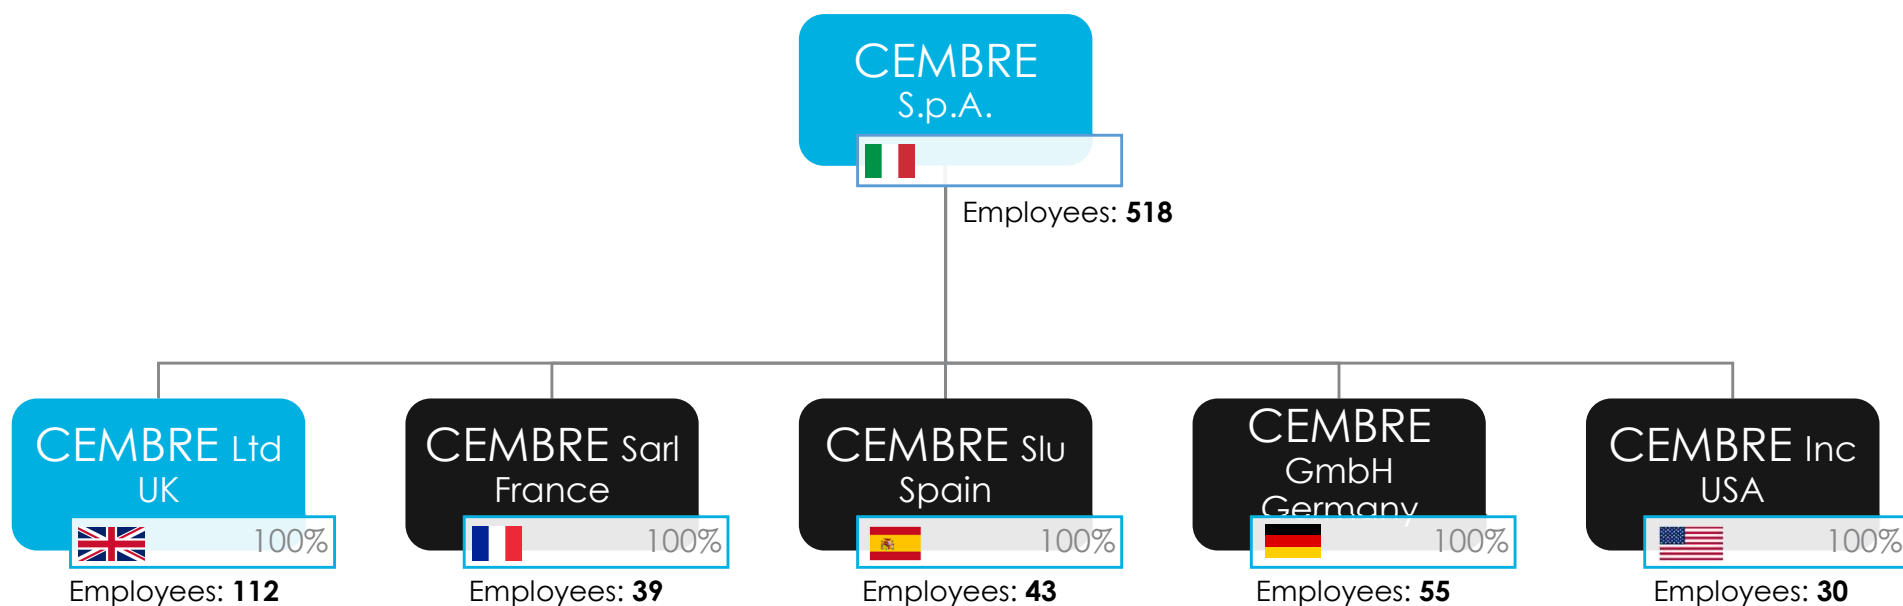 CEMBRE
S.p.A.
Employees: 518
CEMBRE Ltd
UK
100%
Employees: 112
CEMBRE Sarl
France
100%
Employees: 39
CEMBRE Slu
Spain
100%
Employees: 43
CEMBRE
GmbH
Germany
100%
Employees: 55
CEMBRE Inc
USA
100%
Employees: 30